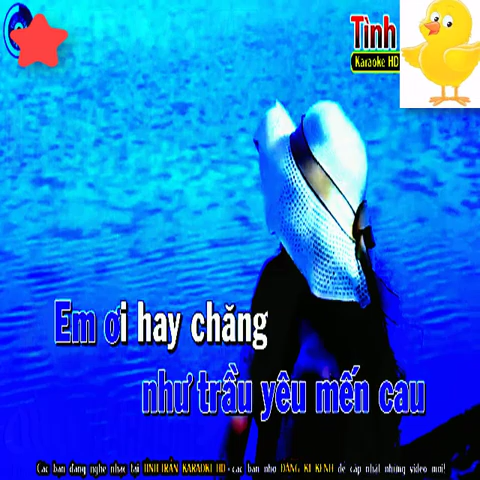 Tình
Karaoke HD
Em ơi hay chăng
như trầu yêu mến cau
Các bạn đang nghe nhạc tại TÌNH TRẦN KARAOKE HD - các bạn nhớ ĐĂNG KÍ KÊNH để cập nhật những video mới!